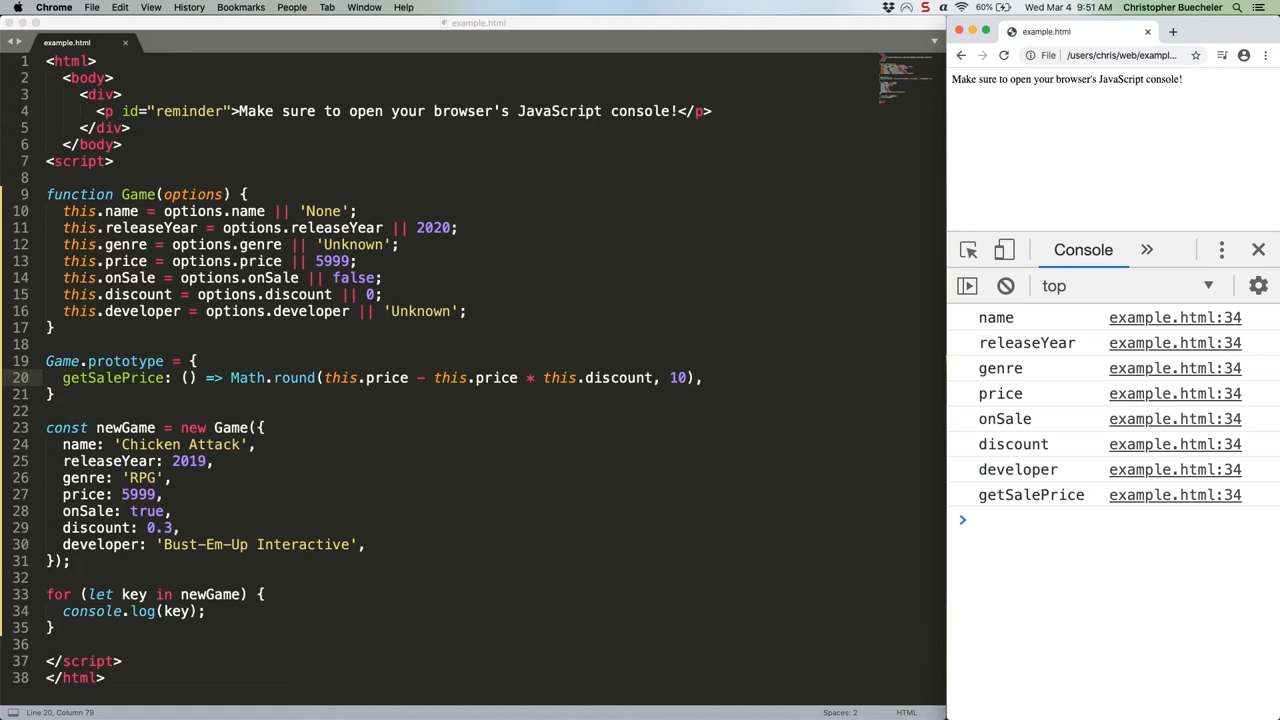 Chrome File Edit View History Bookmarks People Tab Window Help 60% Wed Mar 4 9:51 AM Christopher Buecheler
example.html
example.html ×
1 <html>
2   <body>
3     <div>
4       <p id="reminder">Make sure to open your browser's JavaScript console!</p>
5     </div>
6   </body>
7 <script>
8
9 function Game(options) {
10   this.name = options.name || 'None';
11   this.releaseYear = options.releaseYear || 2020;
12   this.genre = options.genre || 'Unknown';
13   this.price = options.price || 5999;
14   this.onSale = options.onSale || false;
15   this.discount = options.discount || 0;
16   this.developer = options.developer || 'Unknown';
17 }
18
19 Game.prototype = {
20   getSalePrice: () => Math.round(this.price - this.price * this.discount, 10),
21 }
22
23 const newGame = new Game({
24   name: 'Chicken Attack',
25   releaseYear: 2019,
26   genre: 'RPG',
27   price: 5999,
28   onSale: true,
29   discount: 0.3,
30   developer: 'Bust-Em-Up Interactive',
31 });
32
33 for (let key in newGame) {
34   console.log(key);
35 }
36
37 </script>
38 </html>
Line 20, Column 79 Spaces: 2 HTML
example.html × +
File /users/chris/web/exampl...
Make sure to open your browser's JavaScript console!
Console »
top
name example.html:34
releaseYear example.html:34
genre example.html:34
price example.html:34
onSale example.html:34
discount example.html:34
developer example.html:34
getSalePrice example.html:34
>